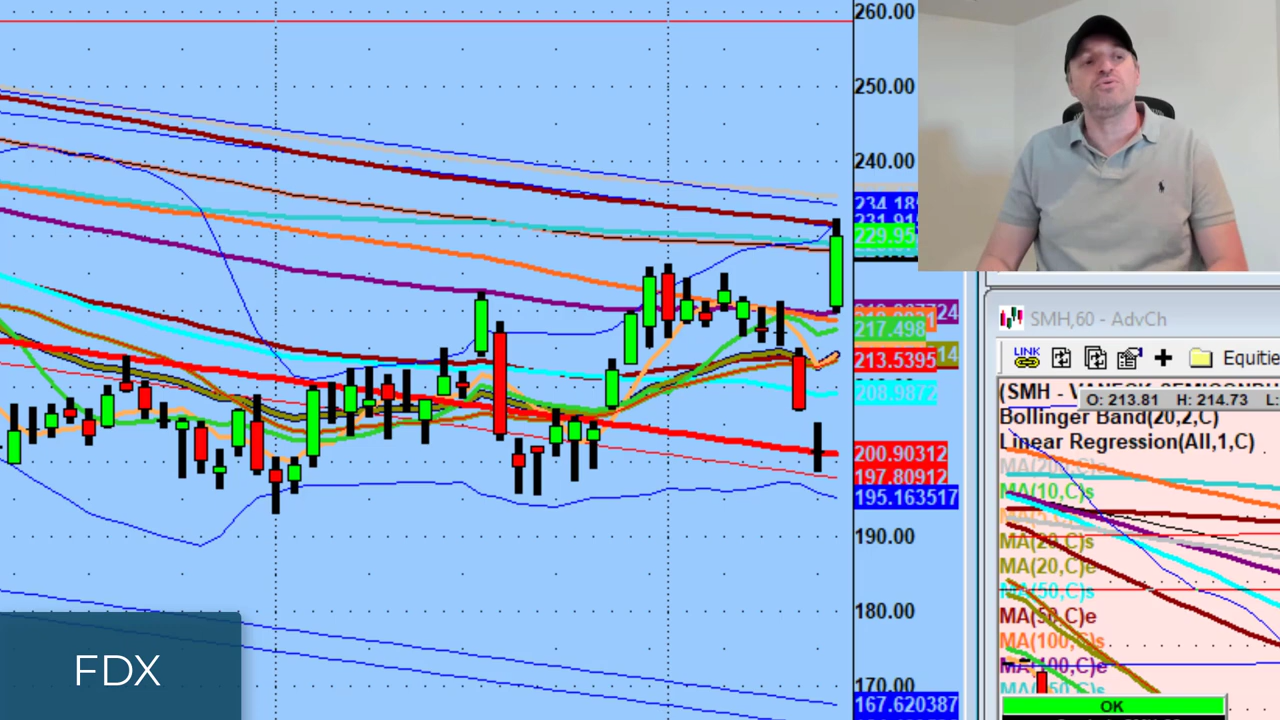 260.00
250.00
240.00
234.18
231.91
229.95
217.498
213.5395
208.9872
200.90312
197.80912
195.163517
190.00
180.00
170.00
167.620387
FDX
SMH,60 - AdvCh
LINK
Equitie
(SMH - V
O: 213.81 H: 214.73 L:
Bollinger Band(20,2,C)
Linear Regression(All,1,C)
MA(10,C)s
MA(20,C)s
MA(20,C)e
MA(50,C)s
MA(50,C)e
MA(100,C)s
MA(100,C)e
OK